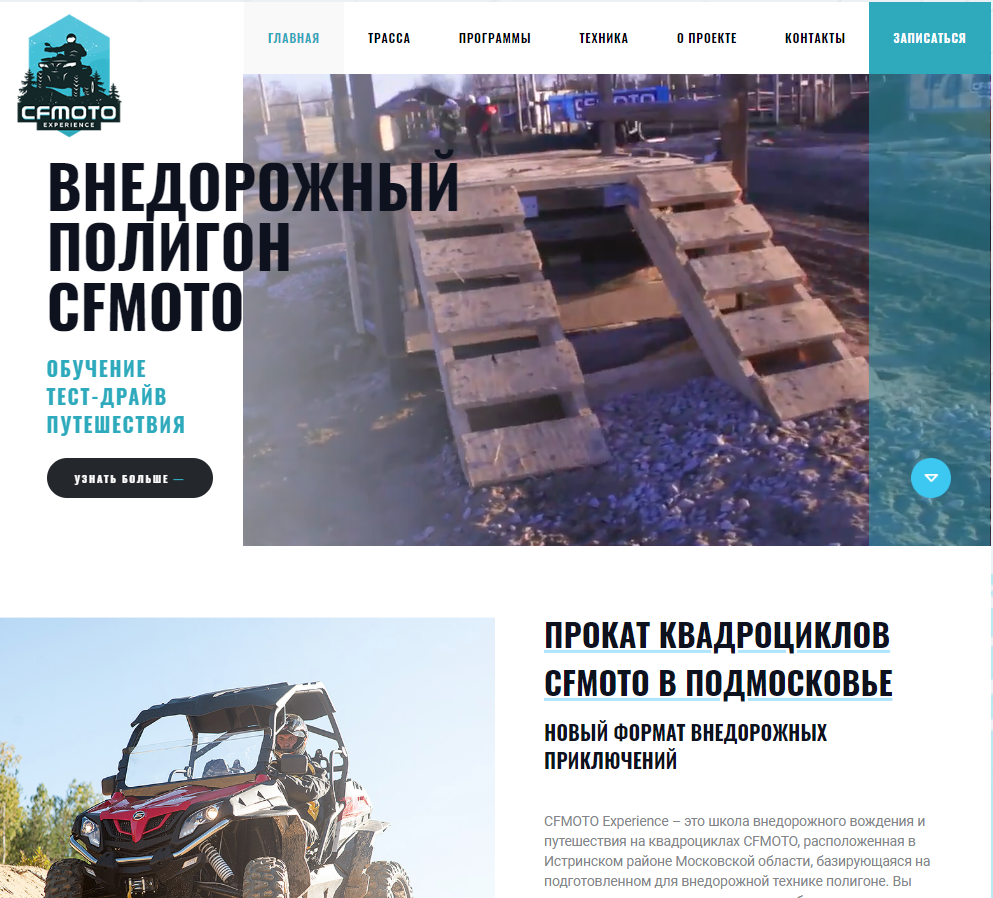 CFMOTO
EXPERIENCE
ГЛАВНАЯ
ТРАССА
ПРОГРАММЫ
ТЕХНИКА
О ПРОЕКТЕ
КОНТАКТЫ
ЗАПИСАТЬСЯ
CFMOTO
ВНЕДОРОЖНЫЙ
ПОЛИГОН
CFMOTO
ОБУЧЕНИЕ
ТЕСТ-ДРАЙВ
ПУТЕШЕСТВИЯ
УЗНАТЬ БОЛЬШЕ —
ПРОКАТ КВАДРОЦИКЛОВ
CFMOTO В ПОДМОСКОВЬЕ
НОВЫЙ ФОРМАТ ВНЕДОРОЖНЫХ
ПРИКЛЮЧЕНИЙ
CFMOTO Experience – это школа внедорожного вождения и
путешествия на квадроциклах CFMOTO, расположенная в
Истринском районе Московской области, базирующаяся на
подготовленном для внедорожной технике полигоне. Вы